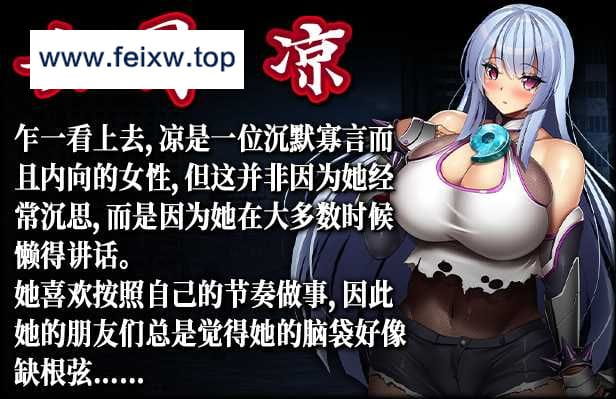 www.feixw.top
凉
乍一看上去,凉是一位沉默寡言而
且内向的女性,但这并非因为她经
常沉思,而是因为她在大多数时候
懒得讲话。
她喜欢按照自己的节奏做事,因此
她的朋友们总是觉得她的脑袋好像
缺根弦......